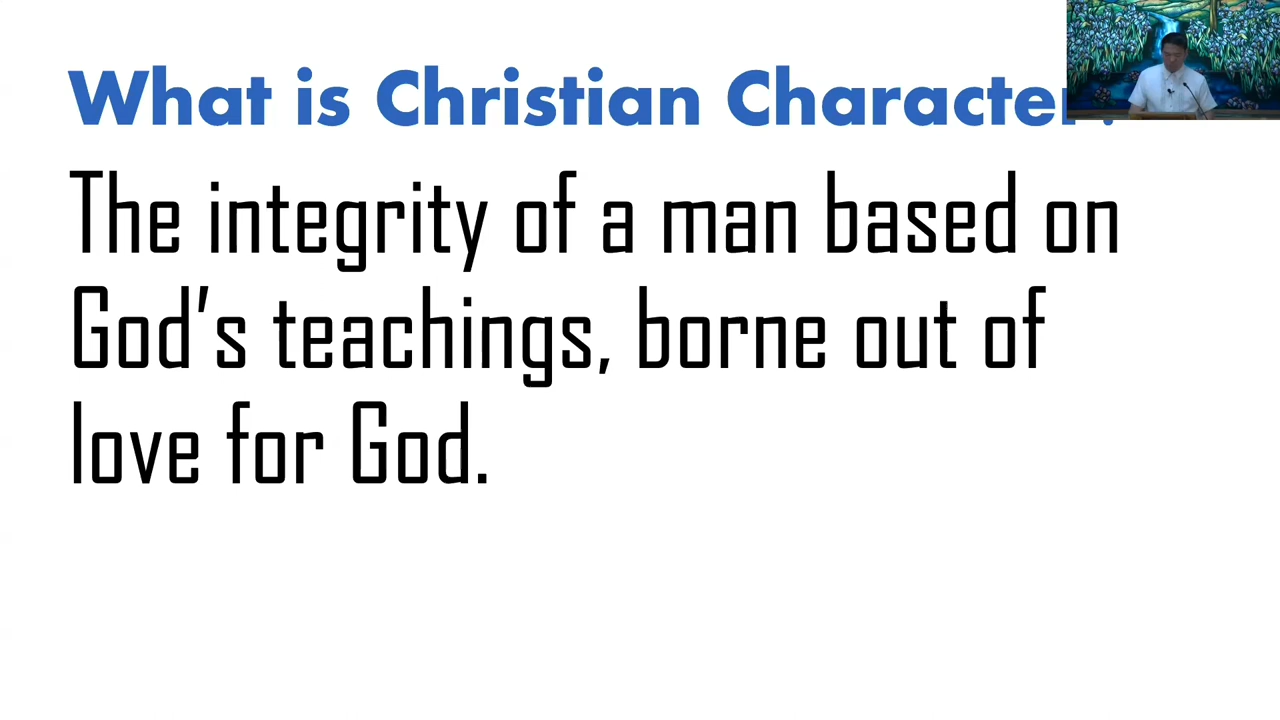 What is Christian Character?
The integrity of a man based on
God's teachings, borne out of
love for God.